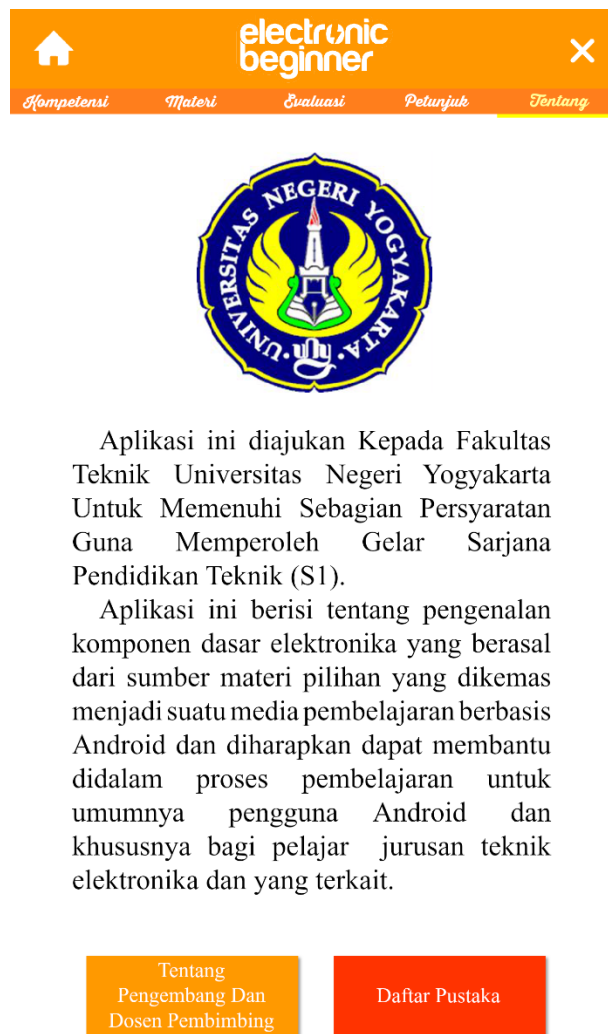 electronic
beginner
Kompetensi Materi Evaluasi Petunjuk Tentang
UNIVERSITAS NEGERI YOGYAKARTA
uny
Aplikasi ini diajukan Kepada Fakultas
Teknik Universitas Negeri Yogyakarta
Untuk Memenuhi Sebagian Persyaratan
Guna Memperoleh Gelar Sarjana
Pendidikan Teknik (S1).
Aplikasi ini berisi tentang pengenalan
komponen dasar elektronika yang berasal
dari sumber materi pilihan yang dikemas
menjadi suatu media pembelajaran berbasis
Android dan diharapkan dapat membantu
didalam proses pembelajaran untuk
umumnya pengguna Android dan
khususnya bagi pelajar jurusan teknik
elektronika dan yang terkait.
Tentang
Pengembang Dan
Dosen Pembimbing
Daftar Pustaka